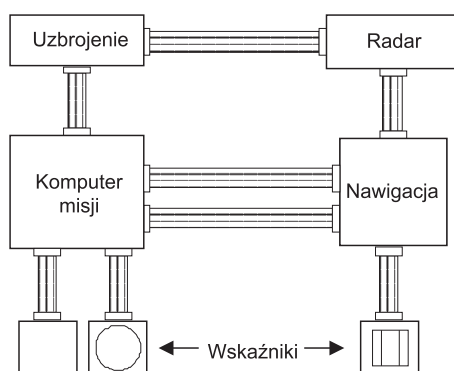 Uzbrojenie
Radar
Komputer
misji
Nawigacja
Wskaźniki